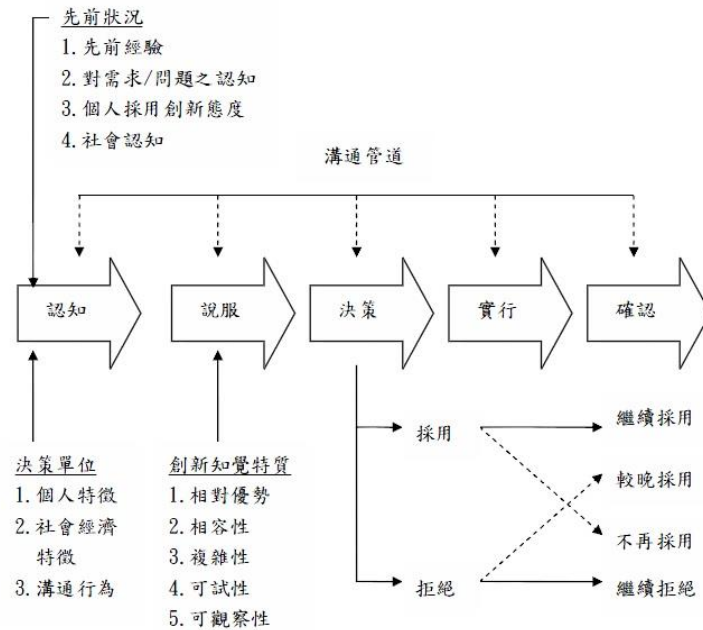 先前狀況
1. 先前經驗
2. 對需求/問題之認知
3. 個人採用創新態度
4. 社會認知
溝通管道
認知
說服
決策
實行
確認
決策單位
1. 個人特徵
2. 社會經濟
特徵
3. 溝通行為
創新知覺特質
1. 相對優勢
2. 相容性
3. 複雜性
4. 可試性
5. 可觀察性
採用
拒絕
繼續採用
較晚採用
不再採用
繼續拒絕